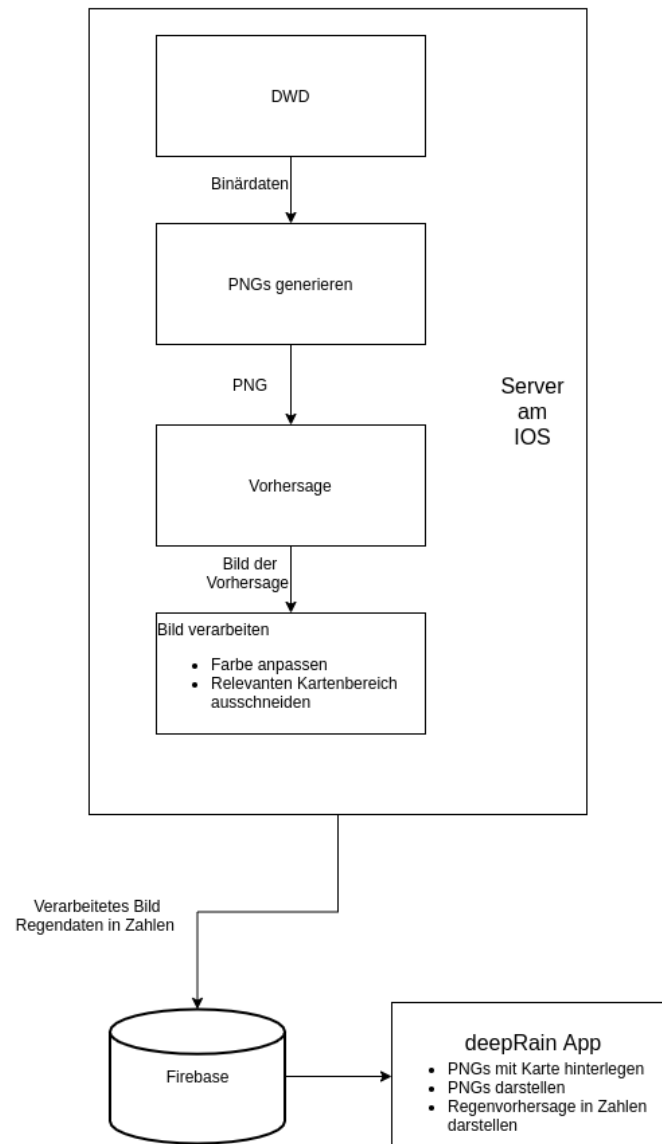 DWD
Binärdaten
PNGs generieren
PNG
Server
am
IOS
Vorhersage
Bild der
Vorhersage
Bild verarbeiten
Farbe anpassen
Relevanten Kartenbereich
ausschneiden
Verarbeitetes Bild
Regendaten in Zahlen
Firebase
deepRain App
PNGs mit Karte hinterlegen
PNGs darstellen
Regenvorhersage in Zahlen
darstellen